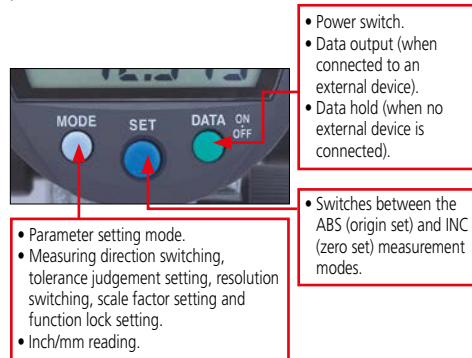 • Power switch.
• Data output (when
connected to an
external device).
• Data hold (when no
external device is
connected).
MODE SET DATA ON
OFF
• Switches between the
ABS (origin set) and INC
(zero set) measurement
modes.
• Parameter setting mode.
• Measuring direction switching,
tolerance judgement setting, resolution
switching, scale factor setting and
function lock setting.
• Inch/mm reading.